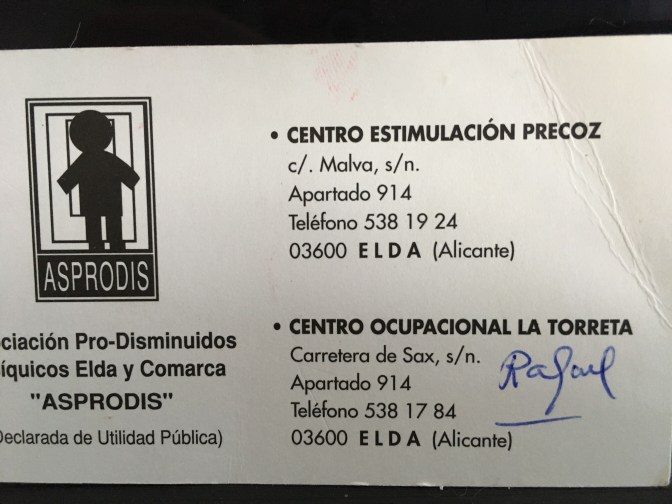 ASPRODIS
ciación Pro-Disminuidos
íquicos Elda y Comarca
"ASPRODIS"
Declarada de Utilidad Pública)
• CENTRO ESTIMULACIÓN PRECOZ
c/. Malva, s/n.
Apartado 914
Teléfono 538 19 24
03600 ELDA (Alicante)
• CENTRO OCUPACIONAL LA TORRETA
Carretera de Sax, s/n.
Apartado 914
Teléfono 538 17 84
03600 ELDA (Alicante)
Rafael